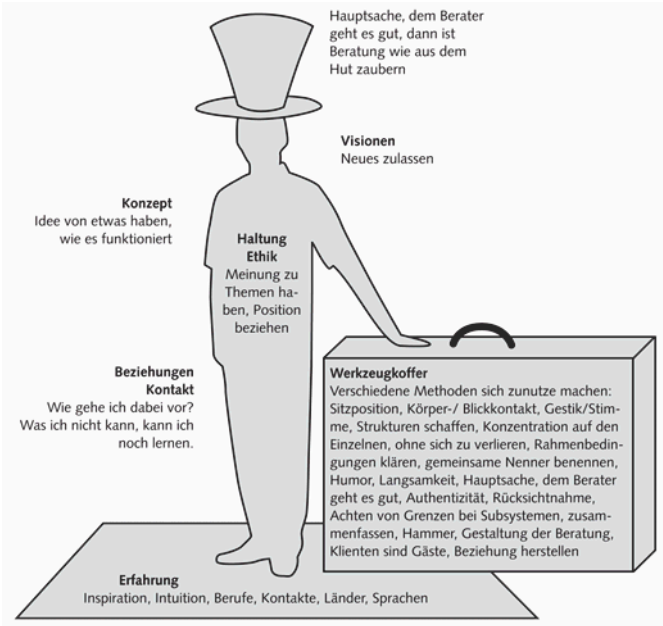 Hauptsache, dem Berater
geht es gut, dann ist
Beratung wie aus dem
Hut zaubern
Visionen
Neues zulassen
Konzept
Idee von etwas haben,
wie es funktioniert
Haltung
Ethik
Meinung zu
Themen ha-
ben, Position
beziehen
Beziehungen
Kontakt
Wie gehe ich dabei vor?
Was ich nicht kann, kann ich
noch lernen.
Werkzeugkoffer
Verschiedene Methoden sich zunutze machen:
Sitzposition, Körper-/ Blickkontakt, Gestik/Stim-
me, Strukturen schaffen, Konzentration auf den
Einzelnen, ohne sich zu verlieren, Rahmenbedin-
gungen klären, gemeinsame Nenner benennen,
Humor, Langsamkeit, Hauptsache, dem Berater
geht es gut, Authentizität, Rücksichtnahme,
Achten von Grenzen bei Subsystemen, zusam-
menfassen, Hammer, Gestaltung der Beratung,
Klienten sind Gäste, Beziehung herstellen
Erfahrung
Inspiration, Intuition, Berufe, Kontakte, Länder, Sprachen